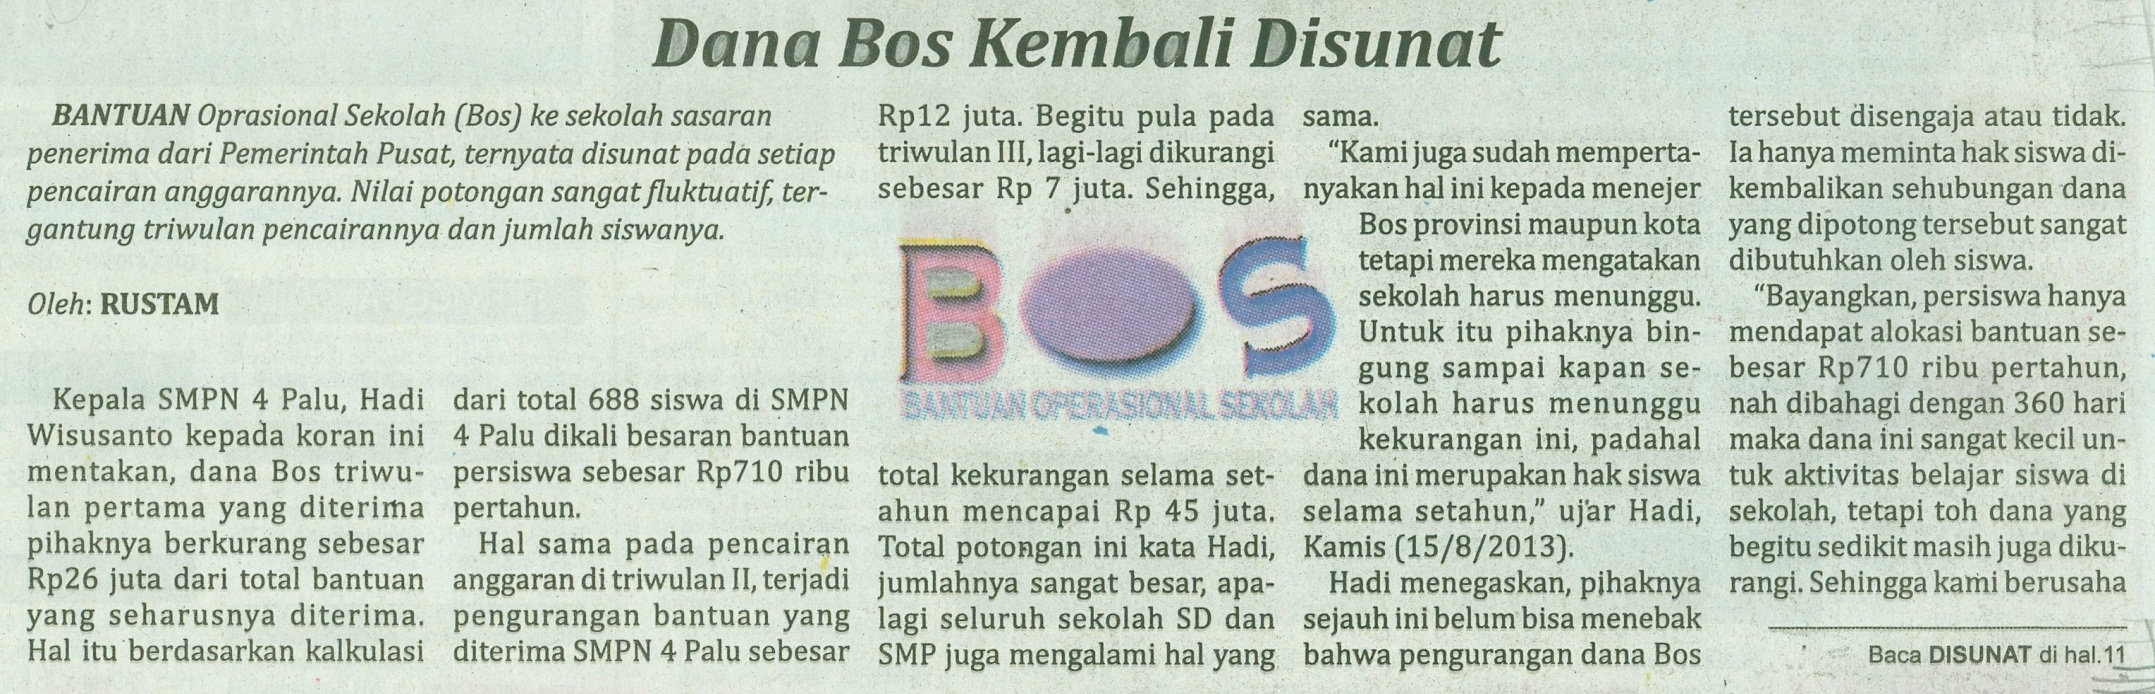 Dana Bos Kembali Disunat
BANTUAN Oprasional Sekolah (Bos) ke sekolah sasaran
penerima dari Pemerintah Pusat, ternyata disunat pada setiap
pencairan anggarannya. Nilai potongan sangat fluktuatif, ter-
gantung triwulan pencairannya dan jumlah siswanya.
Oleh: RUSTAM
Kepala SMPN 4 Palu, Hadi
Wisusanto kepada koran ini
mentakan, dana Bos triwu-
lan pertama yang diterima
pihaknya berkurang sebesar
Rp26 juta dari total bantuan
yang seharusnya diterima.
Hal itu berdasarkan kalkulasi
dari total 688 siswa di SMPN
4 Palu dikali besaran bantuan
persiswa sebesar Rp710 ribu
pertahun.
Hal sama pada pencairan
anggaran di triwulan II, terjadi
pengurangan bantuan yang
diterima SMPN 4 Palu sebesar
Rp12 juta. Begitu pula pada
triwulan III, lagi-lagi dikurangi
sebesar Rp 7 juta. Sehingga,
BOS
BANTUAN OPERASIONAL SEKOLAH
total kekurangan selama set-
ahun mencapai Rp 45 juta.
Total potongan ini kata Hadi,
jumlahnya sangat besar, apa-
lagi seluruh sekolah SD dan
SMP juga mengalami hal yang
sama.
“Kami juga sudah memperta-
nyakan hal ini kepada menejer
Bos provinsi maupun kota
tetapi mereka mengatakan
sekolah harus menunggu.
Untuk itu pihaknya bin-
gung sampai kapan se-
kolah harus menunggu
kekurangan ini, padahal
dana ini merupakan hak siswa
selama setahun,” ujar Hadi,
Kamis (15/8/2013).
Hadi menegaskan, pihaknya
sejauh ini belum bisa menebak
bahwa pengurangan dana Bos
tersebut disengaja atau tidak.
Ia hanya meminta hak siswa di-
kembalikan sehubungan dana
yang dipotong tersebut sangat
dibutuhkan oleh siswa.
“Bayangkan, persiswa hanya
mendapat alokasi bantuan se-
besar Rp710 ribu pertahun,
nah dibahagi dengan 360 hari
maka dana ini sangat kecil un-
tuk aktivitas belajar siswa di
sekolah, tetapi toh dana yang
begitu sedikit masih juga diku-
rangi. Sehingga kami berusaha
Baca DISUNAT di hal.11